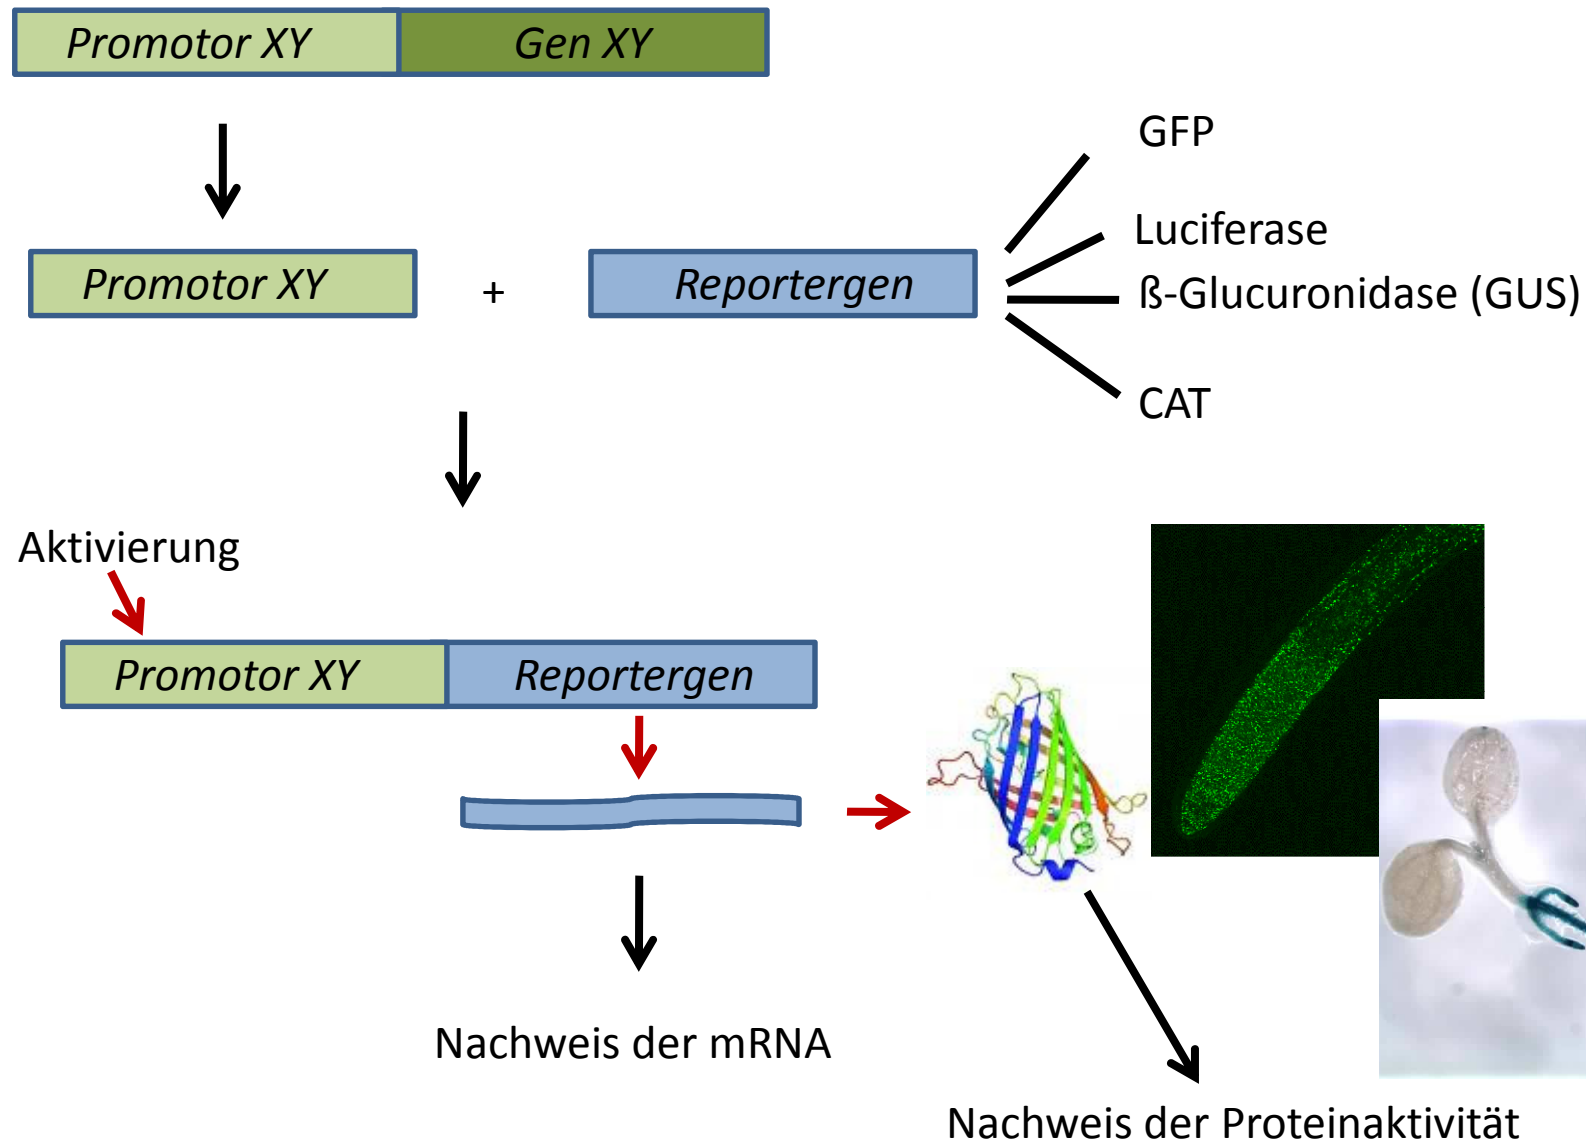 Promotor XY Gen XY
GFP
Luciferase
Promotor XY + Reportergen
ß-Glucuronidase (GUS)
CAT
Aktivierung
Promotor XY Reportergen
Nachweis der mRNA
Nachweis der Proteinaktivität